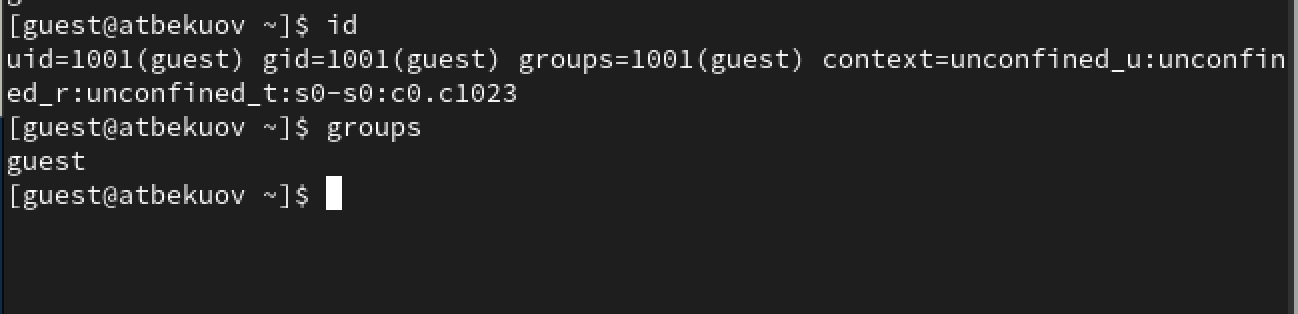 [guest@atbekuov ~]$ id
uid=1001(guest) gid=1001(guest) groups=1001(guest) context=unconfined_u:unconfin
ed_r:unconfined_t:s0-s0:c0.c1023
[guest@atbekuov ~]$ groups
guest
[guest@atbekuov ~]$